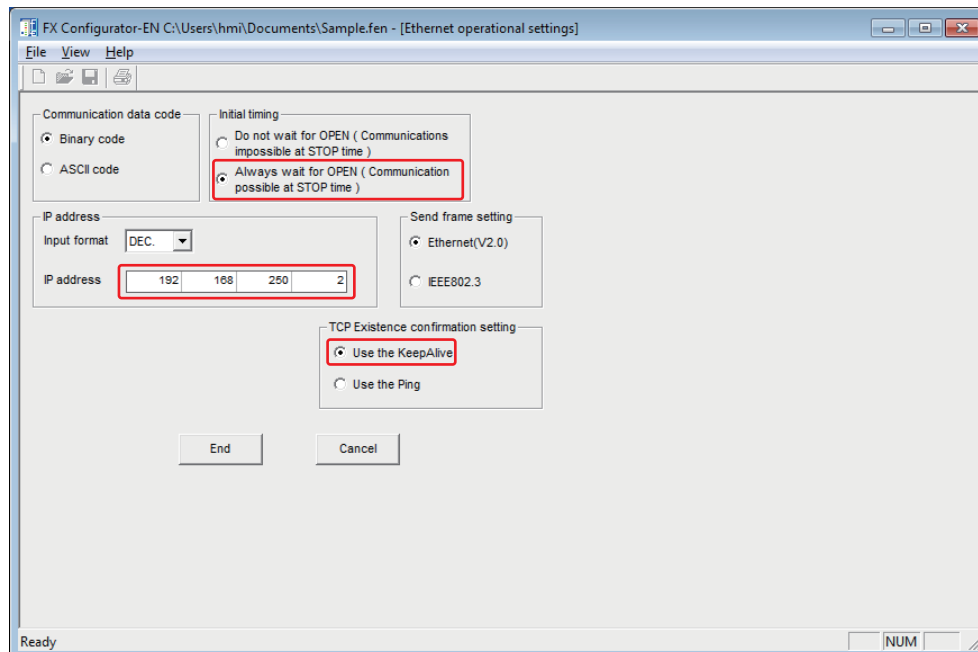 FX Configurator-EN C:\Users\hmi\Documents\Sample.fen - [Ethernet operational settings]
File View Help
Communication data code
Binary code
ASCII code
Initial timing
Do not wait for OPEN ( Communications
impossible at STOP time )
Always wait for OPEN ( Communication
possible at STOP time )
IP address
Input format DEC.
IP address 192 168 250 2
Send frame setting
Ethernet(V2.0)
IEEE802.3
TCP Existence confirmation setting
Use the KeepAlive
Use the Ping
End Cancel
Ready NUM